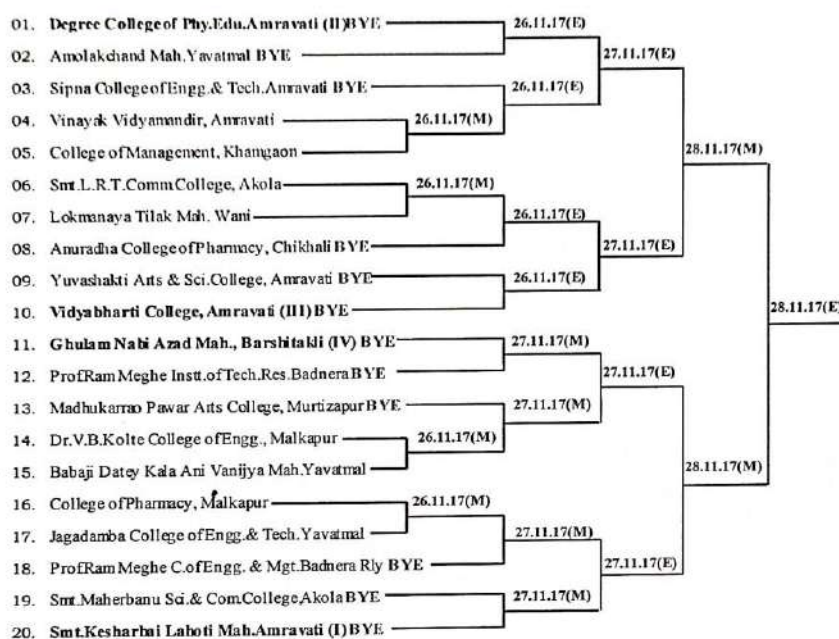 01. Degree College of Phy.Edu.Amravati (II)BYE
26.11.17(E)
02. Amolakchand Mah.Yavatmal BYE
27.11.17(E)
03. Sipna College of Engg.& Tech.Amravati BYE
26.11.17(E)
04. Vinayak Vidyamandir, Amravati
26.11.17(M)
05. College of Management, Khamgaon
28.11.17(M)
06. Smt.L.R.T.Comm College, Akola
26.11.17(M)
07. Lokmanaya Tilak Mah. Wani
26.11.17(E)
08. Anuradha College of Pharmacy, Chikhali BYE
27.11.17(E)
09. Yuvashakti Arts & Sci.College, Amravati BYE
26.11.17(E)
10. Vidyabharti College, Amravati (III) BYE
28.11.17(E)
11. Ghulam Nabi Azad Mah., Barshitakli (IV) BYE
27.11.17(M)
12. Prof Ram Meghe Instt.of Tech.Res.Badnera BYE
27.11.17(E)
13. Madhukarrao Pawar Arts College, Murtizapur BYE
27.11.17(M)
14. Dr.V.B.Kolte College of Engg., Malkapur
26.11.17(M)
15. Babaji Datey Kala Ani Vanijya Mah.Yavatmal
28.11.17(M)
16. College of Pharmacy, Malkapur
26.11.17(M)
17. Jagadamba College of Engg.& Tech.Yavatmal
27.11.17(M)
18. Prof Ram Meghe C.of Engg. & Mgt.Badnera Rly BYE
27.11.17(E)
19. Smt.Maherbanu Sci.& Com.College,Akola BYE
27.11.17(M)
20. Smt.Kesharbai Lahoti Mah.Amravati (I) BYE